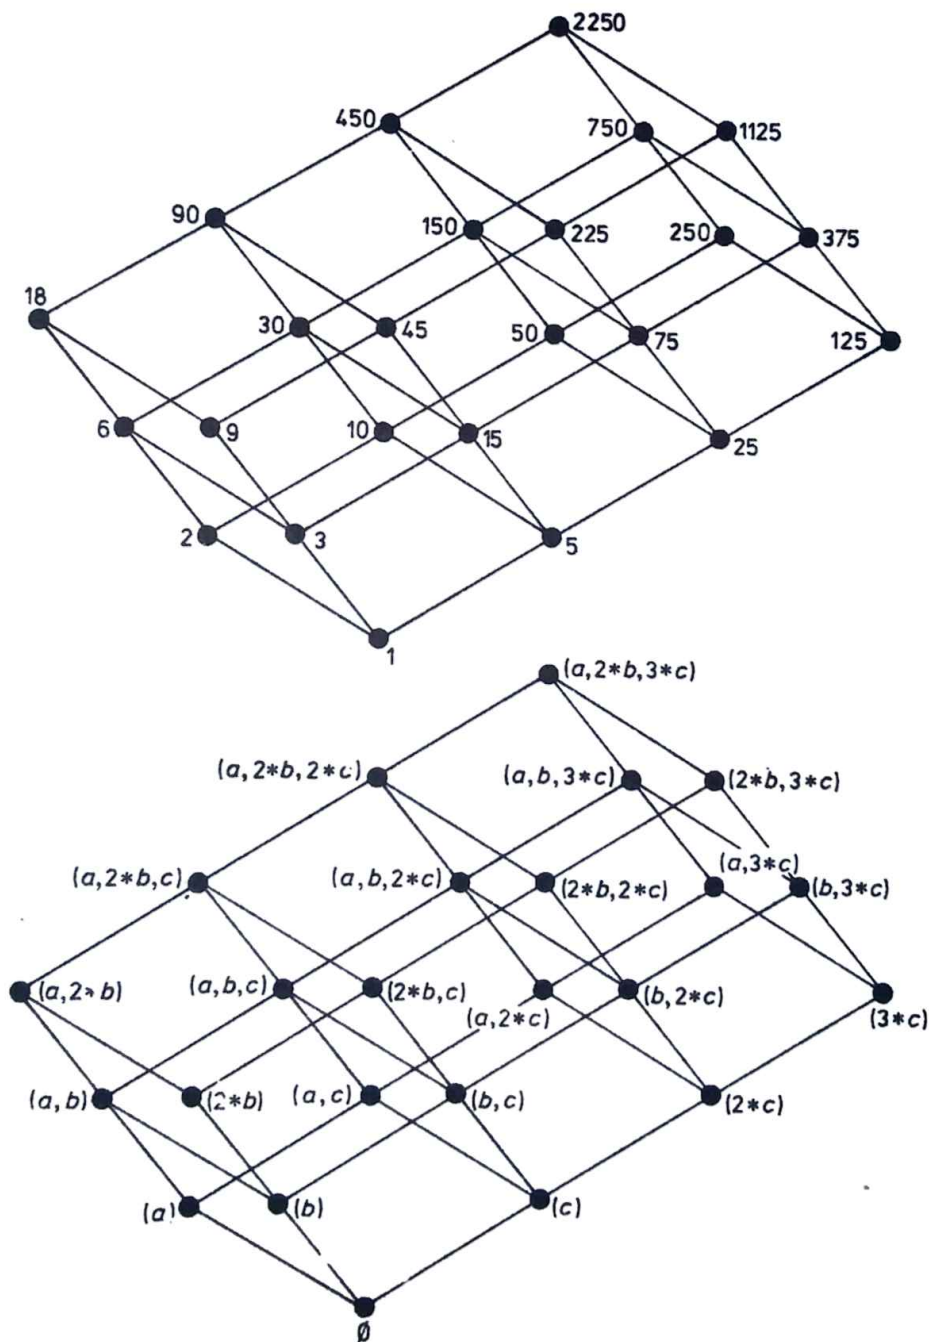 2250
450
750
1125
90
150
225
250
375
18
30
45
50
75
125
6
9
10
15
25
2
3
5
1
(a,2*b,3*c)
(a,2*b,2*c)
(a,b,3*c)
(2*b,3*c)
(a,2*b,c)
(a,b,2*c)
(2*b,2*c)
(a,3*c)
(b,3*c)
(a,2*b)
(a,b,c)
(2*b,c)
(a,2*c)
(b,2*c)
(3*c)
(a,b)
(2*b)
(a,c)
(b,c)
(2*c)
(a)
(b)
(c)
Ø